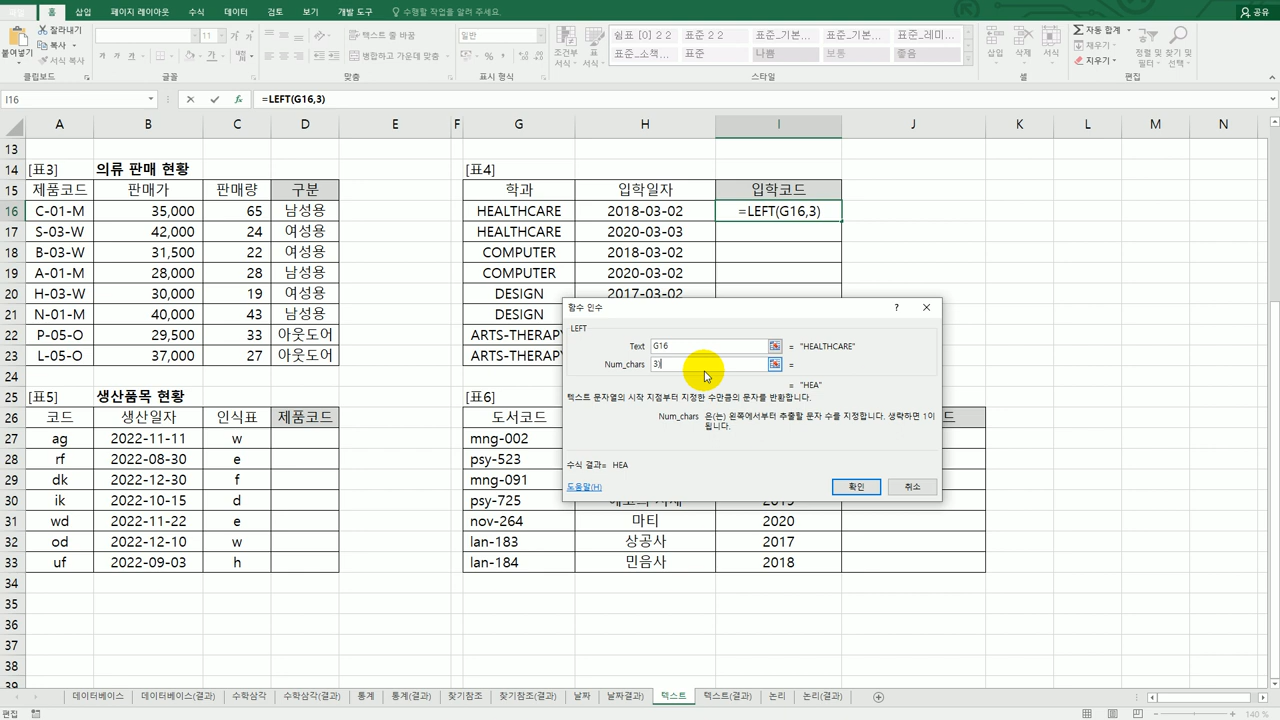 홈 삽입 페이지 레이아웃 수식 데이터 검토 보기 개발 도구 수행할 작업을 알려 주세요. 공유
붙여넣기 잘라내기 복사 서식 복사 11 가 가 가 일반 자동 줄 바꿈 병합하고 가운데 맞춤 조건부 서식 표 서식 쉼표 [0] 2 2 표준 2 2 표준_기본... 표준_기본... 표준_레미... 표준_소책... 표준 나쁨 보통 좋음 삽입 삭제 서식 자동 합계 채우기 지우기 정렬 및 필터 찾기 및 선택
클립보드 글꼴 맞춤 표시 형식 스타일 셀 편집
I16 fx =LEFT(G16,3)
A B C D E F G H I J K L M N
13
14 [표3] 의류 판매 현황 [표4]
15 제품코드 판매가 판매량 구분 학과 입학일자 입학코드
16 C-01-M 35,000 65 남성용 HEALTHCARE 2018-03-02 =LEFT(G16,3)
17 S-03-W 42,000 24 여성용 HEALTHCARE 2020-03-03
18 B-03-W 31,500 22 여성용 COMPUTER 2018-03-02
19 A-01-M 28,000 28 남성용 COMPUTER 2020-03-02
20 H-03-W 30,000 19 여성용 DESIGN 2017-03-02
21 N-01-M 40,000 43 남성용 DESIGN
22 P-05-O 29,500 33 아웃도어 ARTS-THERAPY
23 L-05-O 37,000 27 아웃도어 ARTS-THERAPY
24
25 [표5] 생산품목 현황 [표6]
26 코드 생산일자 인식표 제품코드 도서코드 드
27 ag 2022-11-11 w mng-002
28 rf 2022-08-30 e psy-523
29 dk 2022-12-30 f mng-091
30 ik 2022-10-15 d psy-725
31 wd 2022-11-22 e nov-264 마티 2020
32 od 2022-12-10 w lan-183 상공사 2017
33 uf 2022-09-03 h lan-184 민음사 2018
34
35
36
37
38
39
함수 인수 ?
LEFT
Text G16 = "HEALTHCARE"
Num_chars 3) =
= "HEA"
텍스트 문자열의 시작 지점부터 지정한 수만큼의 문자를 반환합니다.
Num_chars 은(는) 왼쪽에서부터 추출할 문자 수를 지정합니다. 생략하면 1이
됩니다.
수식 결과= HEA
도움말(H) 확인 취소
데이터베이스 데이터베이스(결과) 수학삼각 수학삼각(결과) 통계 통계(결과) 찾기참조 찾기참조(결과) 날짜 날짜(결과) 텍스트 텍스트(결과) 논리 논리(결과)
편집 140 %